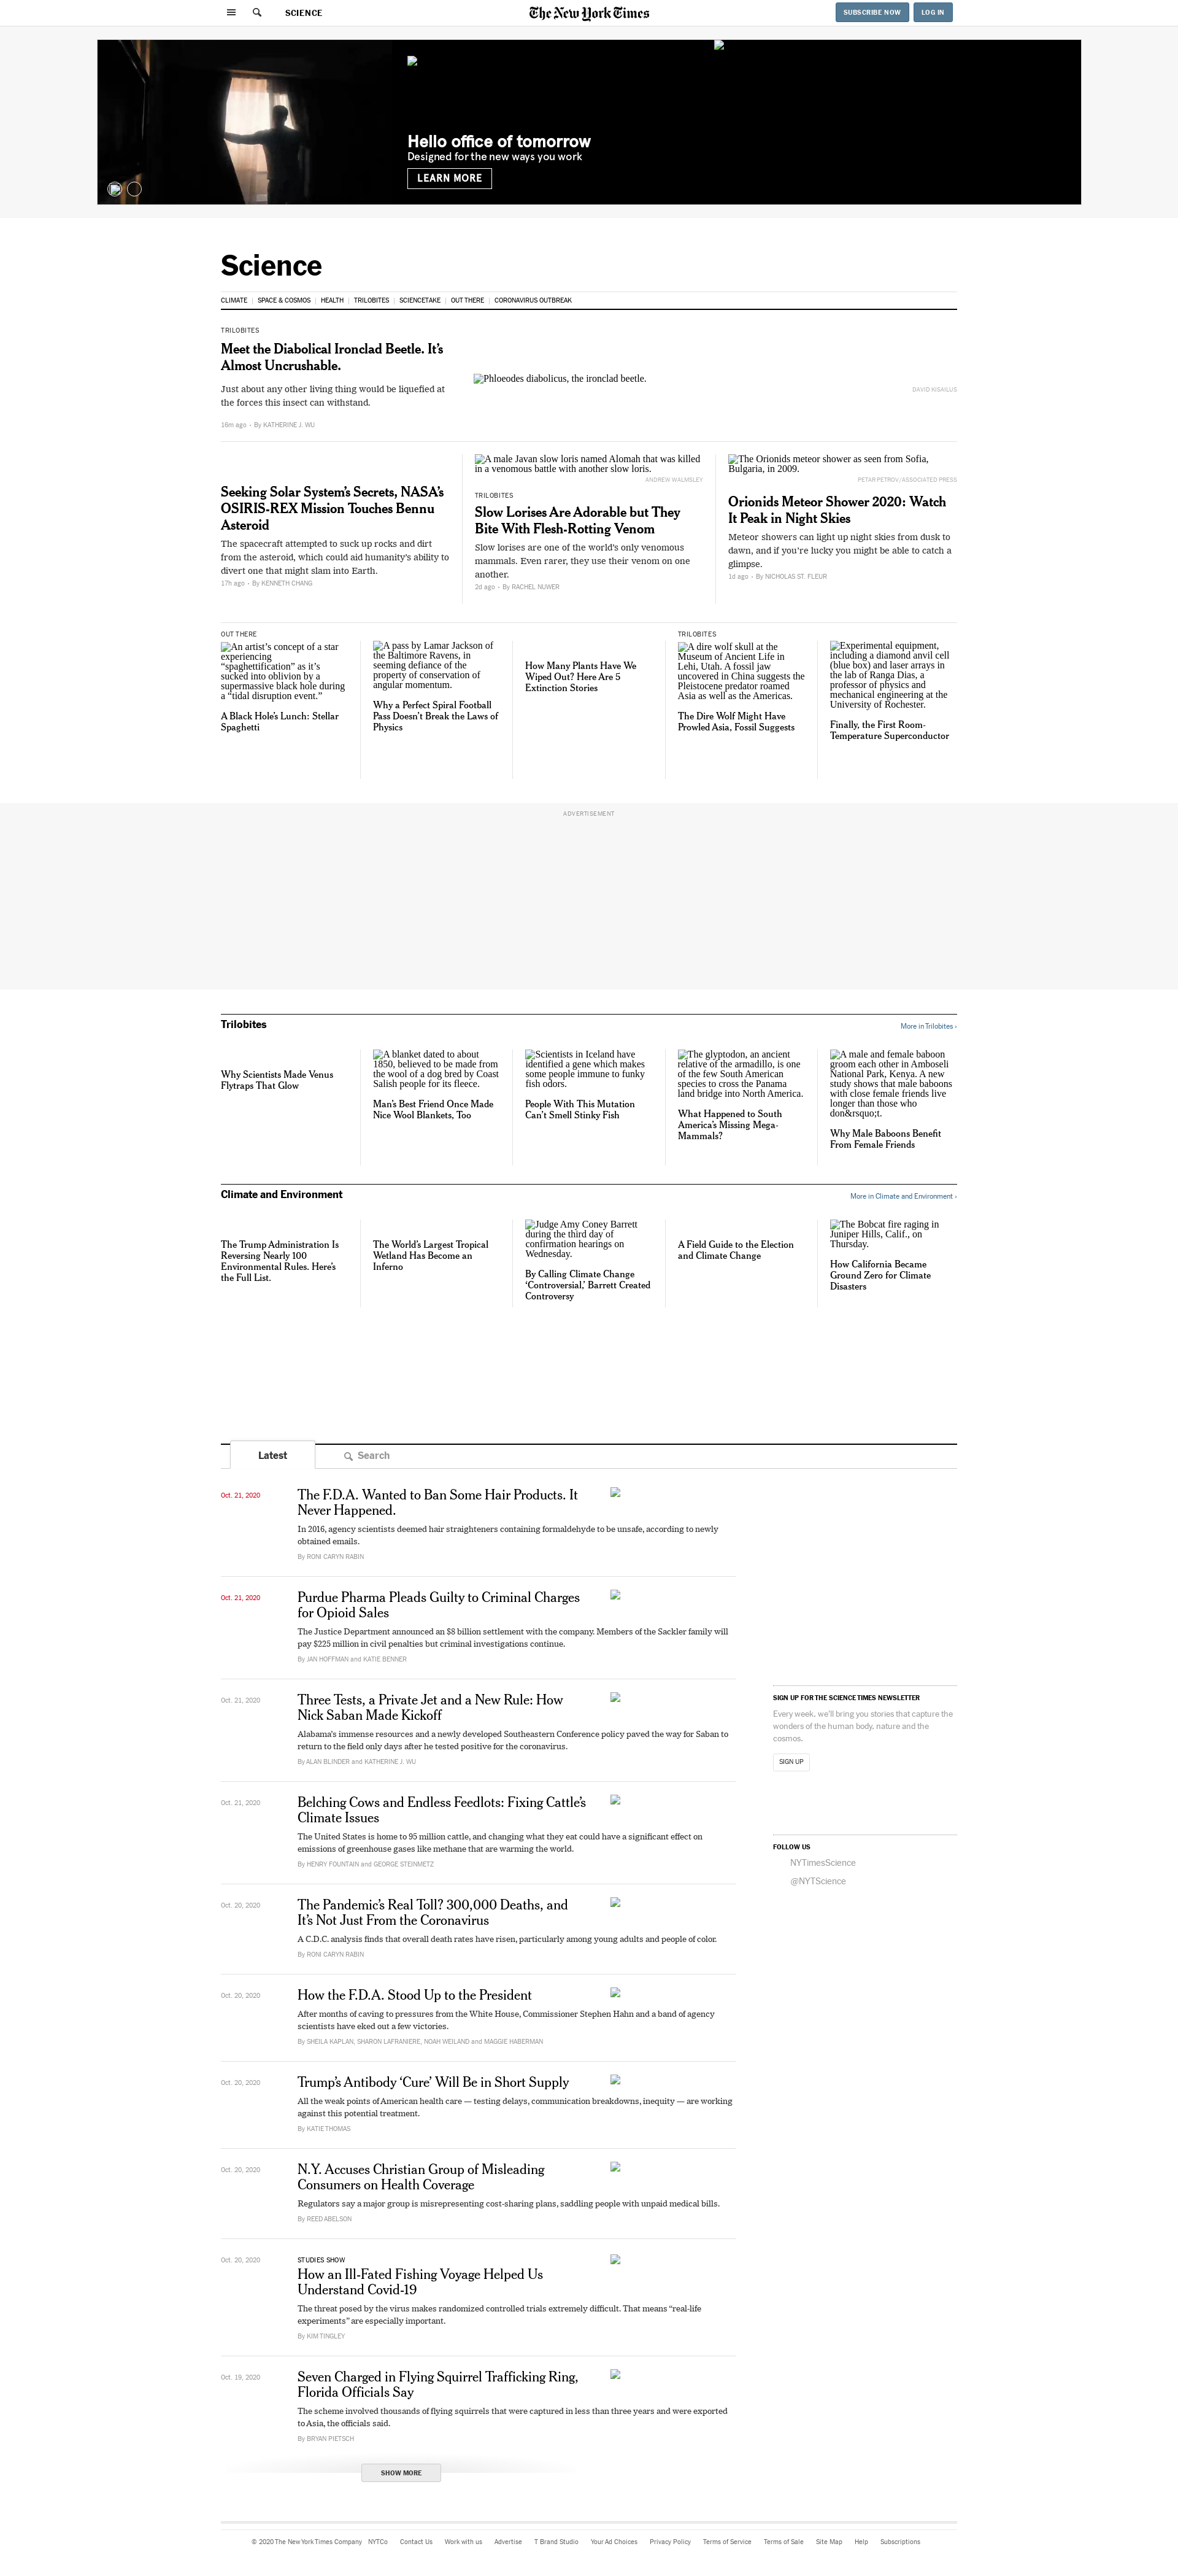 SCIENCE
The New York Times
SUBSCRIBE NOW
LOG IN
Hello office of tomorrow
Designed for the new ways you work
LEARN MORE
Science
CLIMATE
SPACE & COSMOS
HEALTH
TRILOBITES
SCIENCETAKE
OUT THERE
CORONAVIRUS OUTBREAK
TRILOBITES
Meet the Diabolical Ironclad Beetle. It’s
Almost Uncrushable.
Just about any other living thing would be liquefied at
the forces this insect can withstand.
16m ago • By KATHERINE J. WU
Phloeodes diabolicus, the ironclad beetle.
DAVID KISAILUS
Seeking Solar System’s Secrets, NASA’s
OSIRIS-REX Mission Touches Bennu
Asteroid
The spacecraft attempted to suck up rocks and dirt
from the asteroid, which could aid humanity’s ability to
divert one that might slam into Earth.
17h ago • By KENNETH CHANG
A male Javan slow loris named Alomah that was killed
in a venomous battle with another slow loris.
ANDREW WALMSLEY
TRILOBITES
Slow Lorises Are Adorable but They
Bite With Flesh-Rotting Venom
Slow lorises are one of the world’s only venomous
mammals. Even rarer, they use their venom on one
another.
2d ago • By RACHEL NUWER
The Orionids meteor shower as seen from Sofia,
Bulgaria, in 2009.
PETAR PETROV/ASSOCIATED PRESS
Orionids Meteor Shower 2020: Watch
It Peak in Night Skies
Meteor showers can light up night skies from dusk to
dawn, and if you’re lucky you might be able to catch a
glimpse.
1d ago • By NICHOLAS ST. FLEUR
OUT THERE
An artist’s concept of a star
experiencing
“spaghettification” as it’s
sucked into oblivion by a
supermassive black hole during
a “tidal disruption event.”
A Black Hole’s Lunch: Stellar
Spaghetti
A pass by Lamar Jackson of
the Baltimore Ravens, in
seeming defiance of the
property of conservation of
angular momentum.
Why a Perfect Spiral Football
Pass Doesn’t Break the Laws of
Physics
How Many Plants Have We
Wiped Out? Here Are 5
Extinction Stories
TRILOBITES
A dire wolf skull at the
Museum of Ancient Life in
Lehi, Utah. A fossil jaw
uncovered in China suggests the
Pleistocene predator roamed
Asia as well as the Americas.
The Dire Wolf Might Have
Prowled Asia, Fossil Suggests
Experimental equipment,
including a diamond anvil cell
(blue box) and laser arrays in
the lab of Ranga Dias, a
professor of physics and
mechanical engineering at the
University of Rochester.
Finally, the First Room-
Temperature Superconductor
ADVERTISEMENT
Trilobites
More in Trilobites ›
Why Scientists Made Venus
Flytraps That Glow
A blanket dated to about
1850, believed to be made from
the wool of a dog bred by Coast
Salish people for its fleece.
Man’s Best Friend Once Made
Nice Wool Blankets, Too
Scientists in Iceland have
identified a gene which makes
some people immune to funky
fish odors.
People With This Mutation
Can’t Smell Stinky Fish
The glyptodon, an ancient
relative of the armadillo, is one
of the few South American
species to cross the Panama
land bridge into North America.
What Happened to South
America’s Missing Mega-
Mammals?
A male and female baboon
groom each other in Amboseli
National Park, Kenya. A new
study shows that male baboons
with close female friends live
longer than those who
don&rsquo;t.
Why Male Baboons Benefit
From Female Friends
Climate and Environment
More in Climate and Environment ›
The Trump Administration Is
Reversing Nearly 100
Environmental Rules. Here’s
the Full List.
The World’s Largest Tropical
Wetland Has Become an
Inferno
Judge Amy Coney Barrett
during the third day of
confirmation hearings on
Wednesday.
By Calling Climate Change
‘Controversial,’ Barrett Created
Controversy
A Field Guide to the Election
and Climate Change
The Bobcat fire raging in
Juniper Hills, Calif., on
Thursday.
How California Became
Ground Zero for Climate
Disasters
Latest
Search
Oct. 21, 2020
The F.D.A. Wanted to Ban Some Hair Products. It
Never Happened.
In 2016, agency scientists deemed hair straighteners containing formaldehyde to be unsafe, according to newly
obtained emails.
By RONI CARYN RABIN
Oct. 21, 2020
Purdue Pharma Pleads Guilty to Criminal Charges
for Opioid Sales
The Justice Department announced an $8 billion settlement with the company. Members of the Sackler family will
pay $225 million in civil penalties but criminal investigations continue.
By JAN HOFFMAN and KATIE BENNER
Oct. 21, 2020
Three Tests, a Private Jet and a New Rule: How
Nick Saban Made Kickoff
Alabama’s immense resources and a newly developed Southeastern Conference policy paved the way for Saban to
return to the field only days after he tested positive for the coronavirus.
By ALAN BLINDER and KATHERINE J. WU
SIGN UP FOR THE SCIENCE TIMES NEWSLETTER
Every week, we’ll bring you stories that capture the
wonders of the human body, nature and the
cosmos.
SIGN UP
Oct. 21, 2020
Belching Cows and Endless Feedlots: Fixing Cattle’s
Climate Issues
The United States is home to 95 million cattle, and changing what they eat could have a significant effect on
emissions of greenhouse gases like methane that are warming the world.
By HENRY FOUNTAIN and GEORGE STEINMETZ
FOLLOW US
NYTimesScience
@NYTScience
Oct. 20, 2020
The Pandemic’s Real Toll? 300,000 Deaths, and
It’s Not Just From the Coronavirus
A C.D.C. analysis finds that overall death rates have risen, particularly among young adults and people of color.
By RONI CARYN RABIN
Oct. 20, 2020
How the F.D.A. Stood Up to the President
After months of caving to pressures from the White House, Commissioner Stephen Hahn and a band of agency
scientists have eked out a few victories.
By SHEILA KAPLAN, SHARON LAFRANIERE, NOAH WEILAND and MAGGIE HABERMAN
Oct. 20, 2020
Trump’s Antibody ‘Cure’ Will Be in Short Supply
All the weak points of American health care — testing delays, communication breakdowns, inequity — are working
against this potential treatment.
By KATIE THOMAS
Oct. 20, 2020
N.Y. Accuses Christian Group of Misleading
Consumers on Health Coverage
Regulators say a major group is misrepresenting cost-sharing plans, saddling people with unpaid medical bills.
By REED ABELSON
Oct. 20, 2020
STUDIES SHOW
How an Ill-Fated Fishing Voyage Helped Us
Understand Covid-19
The threat posed by the virus makes randomized controlled trials extremely difficult. That means “real-life
experiments” are especially important.
By KIM TINGLEY
Oct. 19, 2020
Seven Charged in Flying Squirrel Trafficking Ring,
Florida Officials Say
The scheme involved thousands of flying squirrels that were captured in less than three years and were exported
to Asia, the officials said.
By BRYAN PIETSCH
SHOW MORE
© 2020 The New York Times Company
NYTCo
Contact Us
Work with us
Advertise
T Brand Studio
Your Ad Choices
Privacy Policy
Terms of Service
Terms of Sale
Site Map
Help
Subscriptions